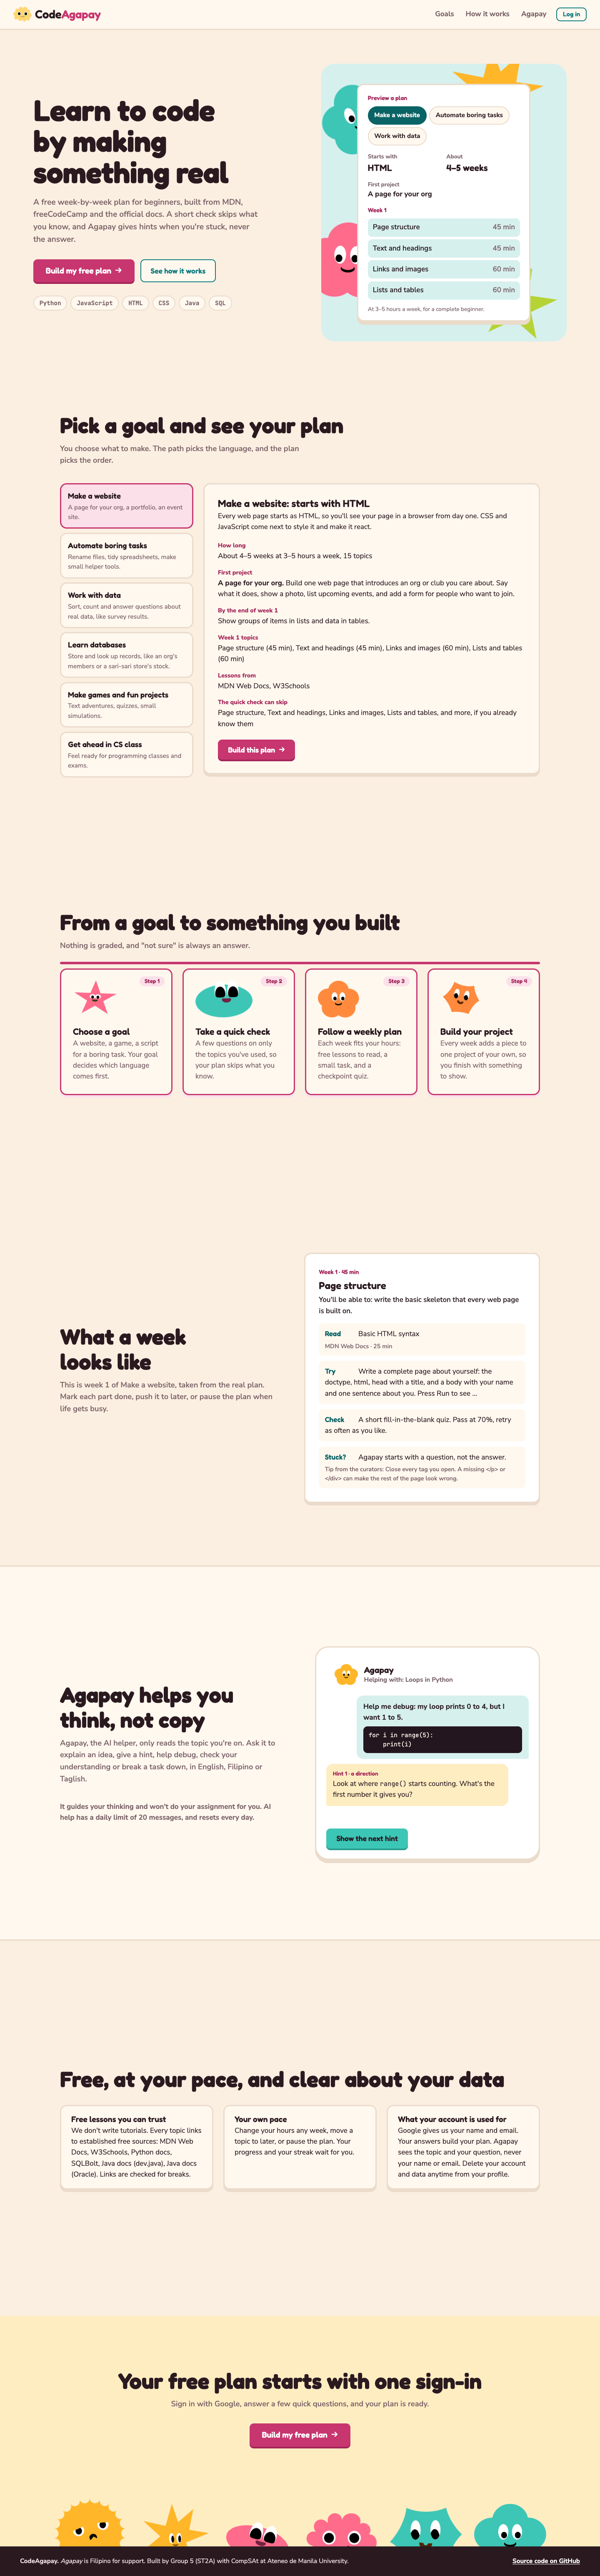 CodeAgapay
Goals
How it works
Agapay
Log in
Learn to code
by making
something real
A free week-by-week plan for beginners, built from MDN,
freeCodeCamp and the official docs. A short check skips what
you know, and Agapay gives hints when you're stuck, never
the answer.
Build my free plan →
See how it works
Python
JavaScript
HTML
CSS
Java
SQL
Preview a plan
Make a website
Automate boring tasks
Work with data
Starts with
HTML
About
4–5 weeks
First project
A page for your org
Week 1
Page structure 45 min
Text and headings 45 min
Links and images 60 min
Lists and tables 60 min
At 3–5 hours a week, for a complete beginner.
Pick a goal and see your plan
You choose what to make. The path picks the language, and the plan
picks the order.
Make a website
A page for your org, a portfolio, an event
site.
Automate boring tasks
Rename files, tidy spreadsheets, make
small helper tools.
Work with data
Sort, count and answer questions about
real data, like survey results.
Learn databases
Store and look up records, like an org's
members or a sari-sari store's stock.
Make games and fun projects
Text adventures, quizzes, small
simulations.
Get ahead in CS class
Feel ready for programming classes and
exams.
Make a website: starts with HTML
Every web page starts as HTML, so you'll see your page in a browser from day one. CSS and
JavaScript come next to style it and make it react.
How long
About 4–5 weeks at 3–5 hours a week, 15 topics
First project
A page for your org. Build one web page that introduces an org or club you care about. Say
what it does, show a photo, list upcoming events, and add a form for people who want to join.
By the end of week 1
Show groups of items in lists and data in tables.
Week 1 topics
Page structure (45 min), Text and headings (45 min), Links and images (60 min), Lists and tables
(60 min)
Lessons from
MDN Web Docs, W3Schools
The quick check can skip
Page structure, Text and headings, Links and images, Lists and tables, and more, if you already
know them
Build this plan →
From a goal to something you built
Nothing is graded, and "not sure" is always an answer.
Step 1
Choose a goal
A website, a game, a script
for a boring task. Your goal
decides which language
comes first.
Step 2
Take a quick check
A few questions on only
the topics you've used, so
your plan skips what you
know.
Step 3
Follow a weekly plan
Each week fits your hours:
free lessons to read, a
small task, and a
checkpoint quiz.
Step 4
Build your project
Every week adds a piece to
one project of your own, so
you finish with something
to show.
What a week
looks like
This is week 1 of Make a website, taken from the real plan.
Mark each part done, push it to later, or pause the plan when
life gets busy.
Week 1 · 45 min
Page structure
You'll be able to: write the basic skeleton that every web page
is built on.
Read Basic HTML syntax
MDN Web Docs · 25 min
Try Write a complete page about yourself: the
doctype, html, head with a title, and a body with your name
and one sentence about you. Press Run to see ...
Check A short fill-in-the-blank quiz. Pass at 70%, retry
as often as you like.
Stuck? Agapay starts with a question, not the answer.
Tip from the curators: Close every tag you open. A missing </p> or
</div> can make the rest of the page look wrong.
Agapay helps you
think, not copy
Agapay, the AI helper, only reads the topic you're on. Ask it to
explain an idea, give a hint, help debug, check your
understanding or break a task down, in English, Filipino or
Taglish.
It guides your thinking and won't do your assignment for you. AI
help has a daily limit of 20 messages, and resets every day.
Agapay
Helping with: Loops in Python
Help me debug: my loop prints 0 to 4, but I
want 1 to 5.
for i in range(5):
print(i)
Hint 1 · a direction
Look at where range() starts counting. What's the
first number it gives you?
Show the next hint
Free, at your pace, and clear about your data
Free lessons you can trust
We don't write tutorials. Every topic links
to established free sources: MDN Web
Docs, W3Schools, Python docs,
SQLBolt, Java docs (dev.java), Java docs
(Oracle). Links are checked for breaks.
Your own pace
Change your hours any week, move a
topic to later, or pause the plan. Your
progress and your streak wait for you.
What your account is used for
Google gives us your name and email.
Your answers build your plan. Agapay
sees the topic and your question, never
your name or email. Delete your account
and data anytime from your profile.
Your free plan starts with one sign-in
Sign in with Google, answer a few quick questions, and your plan is ready.
Build my free plan →
CodeAgapay. Agapay is Filipino for support. Built by Group 5 (ST2A) with CompSAt at Ateneo de Manila University.
Source code on GitHub